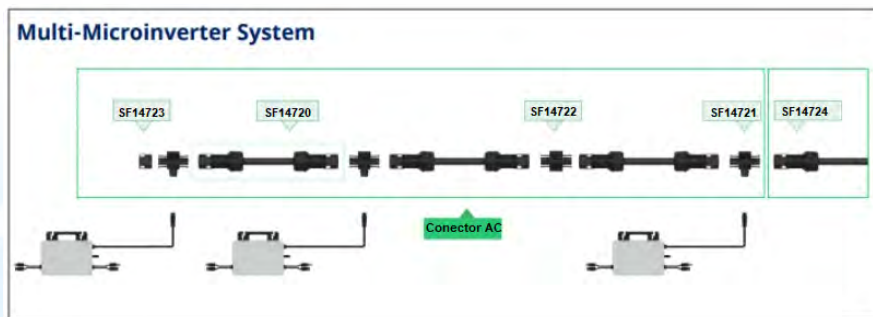 Multi-Microinverter System
SF14723
SF14720
SF14722
SF14721
SF14724
Conector AC